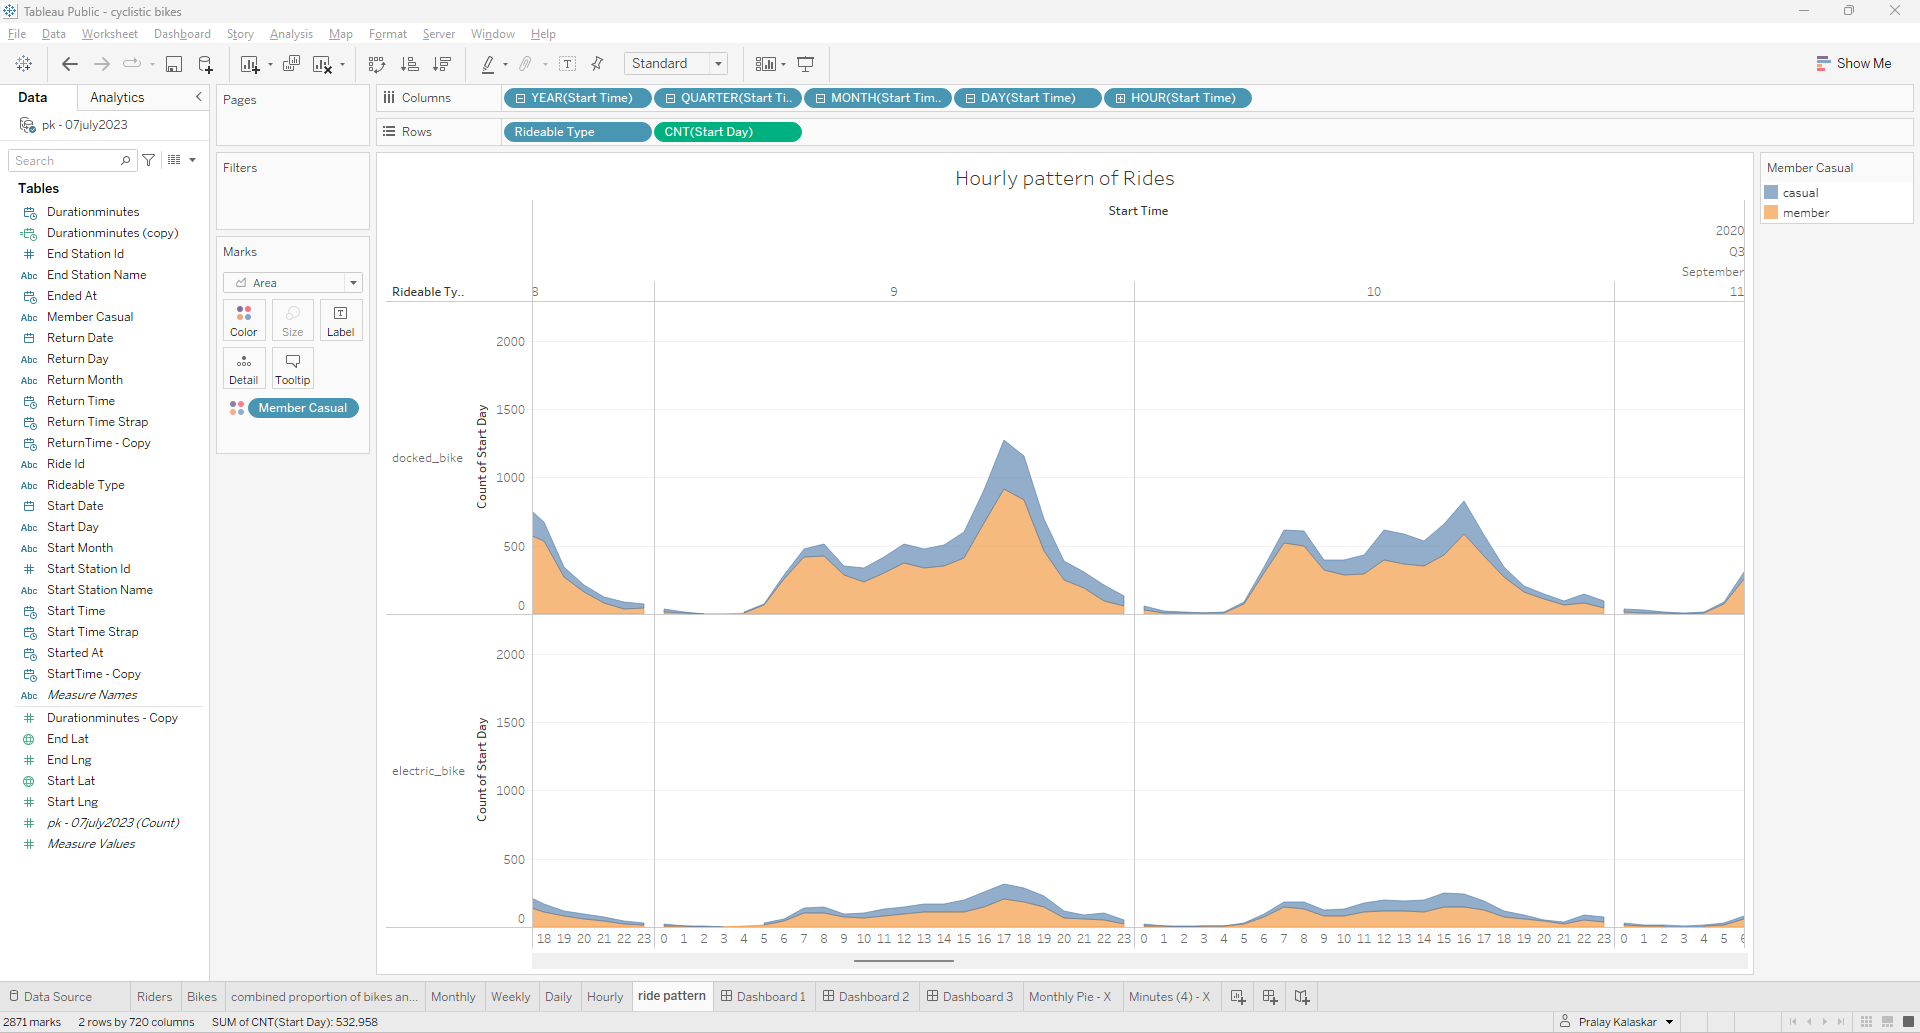 Tableau Public - cyclistic bikes
File Data Worksheet Dashboard Story Analysis Map Format Server Window Help
Standard
Show Me
Data Analytics
pk - 07july2023
Search
Tables
Durationminutes
Durationminutes (copy)
End Station Id
Abc End Station Name
Ended At
Abc Member Casual
Return Date
Abc Return Day
Abc Return Month
Return Time
Return Time Strap
ReturnTime - Copy
Abc Ride Id
Abc Rideable Type
Start Date
Abc Start Day
Abc Start Month
Start Station Id
Abc Start Station Name
Start Time
Start Time Strap
Started At
StartTime - Copy
Abc Measure Names
Durationminutes - Copy
End Lat
End Lng
Start Lat
Start Lng
pk - 07july2023 (Count)
Measure Values
Pages
Filters
Marks
Area
Color Size Label
Detail Tooltip
Member Casual
Columns YEAR(Start Time) QUARTER(Start Ti.. MONTH(Start Tim.. DAY(Start Time) HOUR(Start Time)
Rows Rideable Type CNT(Start Day)
Hourly pattern of Rides
Start Time
2020
Q3
September
Rideable Ty.. 8 9 10 11
docked_bike
Count of Start Day
2000
1500
1000
500
0
electric_bike
Count of Start Day
2000
1500
1000
500
0
18 19 20 21 22 23 0 1 2 3 4 5 6 7 8 9 10 11 12 13 14 15 16 17 18 19 20 21 22 23 0 1 2 3 4 5 6 7 8 9 10 11 12 13 14 15 16 17 18 19 20 21 22 23 0 1 2 3 4 5 6
Member Casual
casual
member
Data Source Riders Bikes combined proportion of bikes an... Monthly Weekly Daily Hourly ride pattern Dashboard 1 Dashboard 2 Dashboard 3 Monthly Pie - X Minutes (4) - X
2871 marks 2 rows by 720 columns SUM of CNT(Start Day): 532,958 Pralay Kalaskar